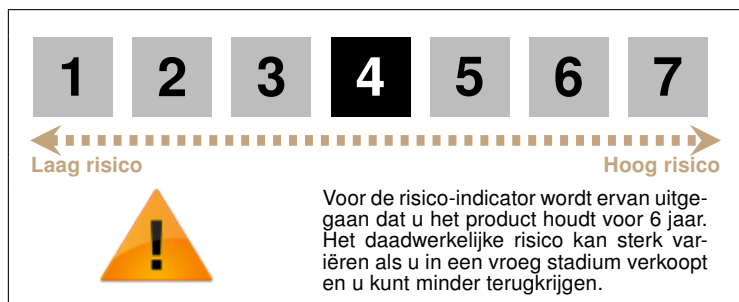 1 2 3 4 5 6 7
Laag risico Hoog risico
!
Voor de risico-indicator wordt ervan uitge-
gaan dat u het product houdt voor 6 jaar.
Het daadwerkelijke risico kan sterk var-
iëren als u in een vroeg stadium verkoopt
en u kunt minder terugkrijgen.